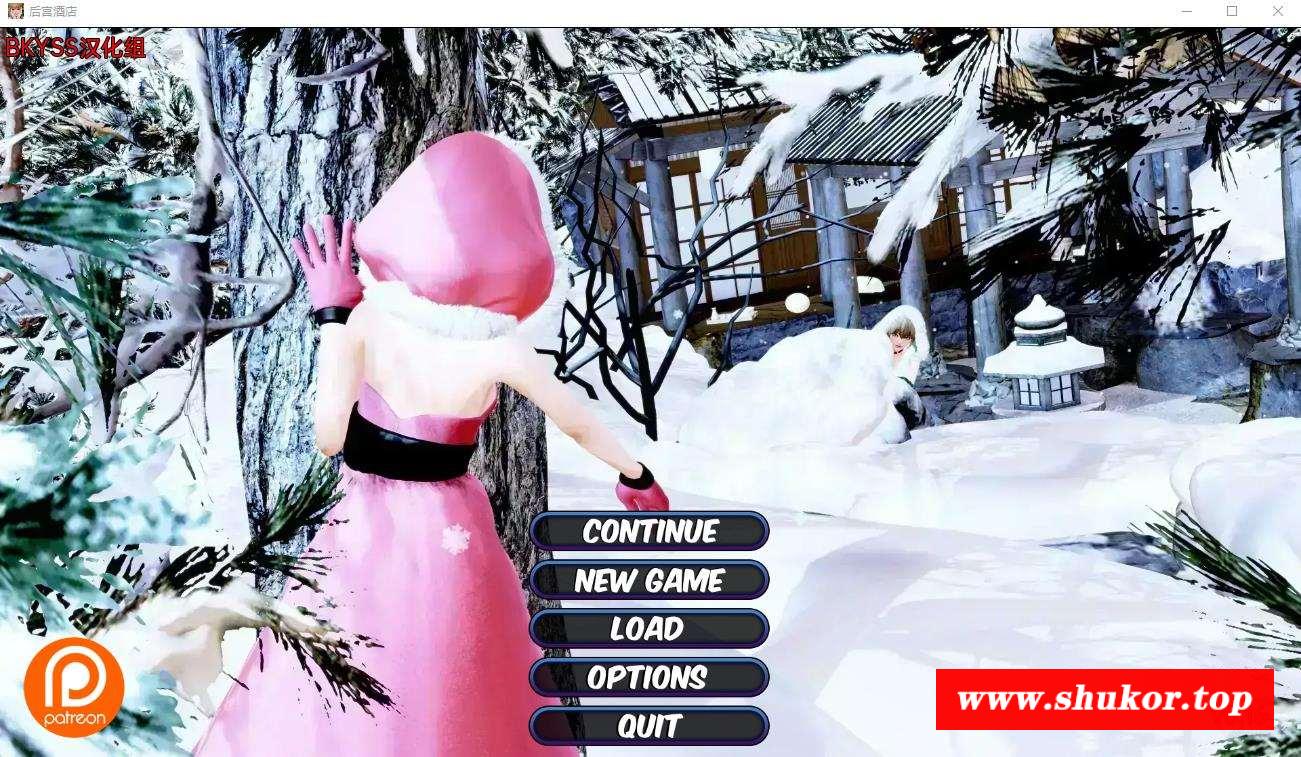 后宫酒店
BKYSS汉化组
CONTINUE
NEW GAME
LOAD
OPTIONS
QUIT
patreon
www.shukor.top